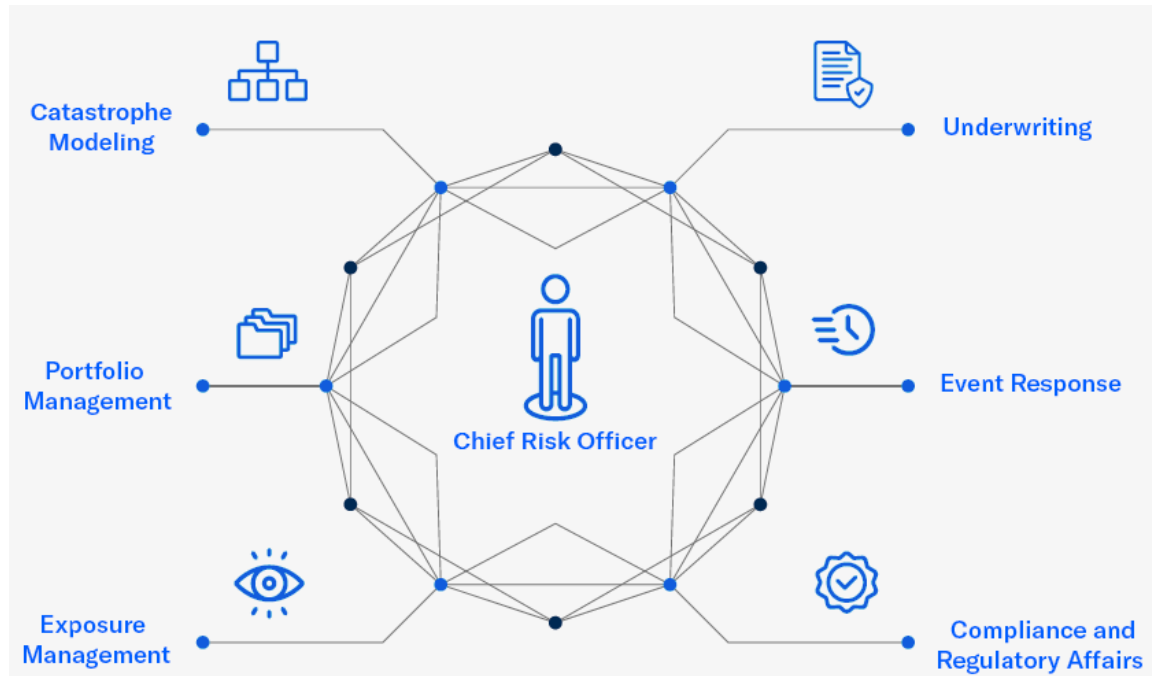 Catastrophe
Modeling
Underwriting
Portfolio
Management
Event Response
Chief Risk Officer
Exposure
Management
Compliance and
Regulatory Affairs